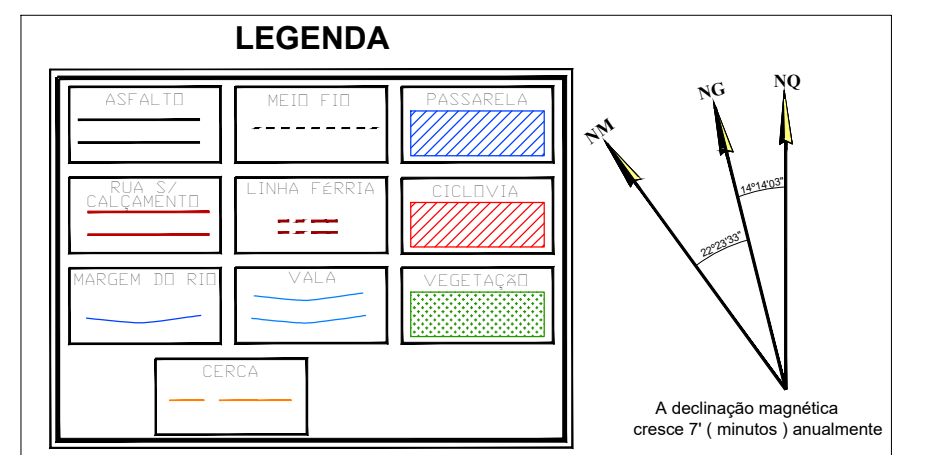 LEGENDA
ASFALTO
MEIO FIO
PASSARELA
RUA S/
CALÇAMENTO
LINHA FÉRRIA
CICLOVIA
MARGEM DO RIO
VALA
VEGETAÇÃO
CERCA
NM
NG
NQ
14°14'03"
22°23'33"
A declinação magnética
cresce 7' ( minutos ) anualmente